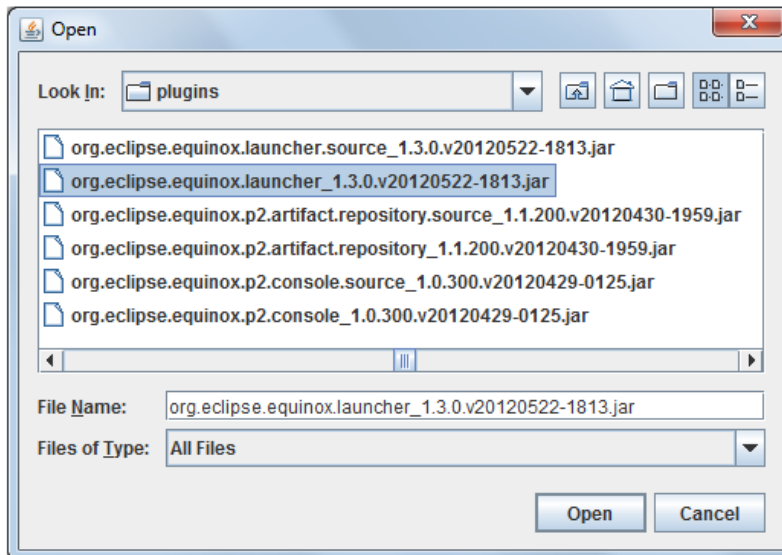 Open
Look In: plugins
org.eclipse.equinox.launcher.source_1.3.0.v20120522-1813.jar
org.eclipse.equinox.launcher_1.3.0.v20120522-1813.jar
org.eclipse.equinox.p2.artifact.repository.source_1.1.200.v20120430-1959.jar
org.eclipse.equinox.p2.artifact.repository_1.1.200.v20120430-1959.jar
org.eclipse.equinox.p2.console.source_1.0.300.v20120429-0125.jar
org.eclipse.equinox.p2.console_1.0.300.v20120429-0125.jar
File Name: org.eclipse.equinox.launcher_1.3.0.v20120522-1813.jar
Files of Type: All Files
Open Cancel